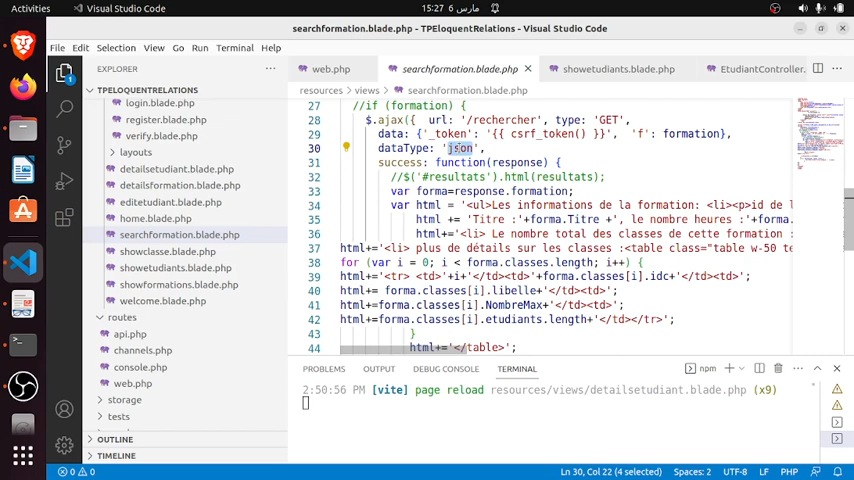 Activities
Visual Studio Code
15:27 6 مارس
searchformation.blade.php - TPEloquentRelations - Visual Studio Code
File Edit Selection View Go Run Terminal Help
EXPLORER
TPELOQUENTRELATIONS
login.blade.php
register.blade.php
verify.blade.php
layouts
detailsetudiant.blade.php
detailsformation.blade.php
editetudiant.blade.php
home.blade.php
searchformation.blade.php
showclasse.blade.php
showetudiants.blade.php
showformations.blade.php
welcome.blade.php
routes
api.php
channels.php
console.php
web.php
storage
tests
OUTLINE
TIMELINE
web.php
searchformation.blade.php
showetudiants.blade.php
EtudiantController.
resources > views > searchformation.blade.php
27 //if (formation) {
28 $.ajax({ url: '/rechercher', type: 'GET',
29 data: {'_token': '{{ csrf_token() }}', 'f': formation},
30 dataType: 'json',
31 success: function(response) {
32 //$('#resultats').html(resultats);
33 var forma=response.formation;
34 var html = '<ul>Les informations de la formation: <li><p>id de l
35 html += 'Titre :'+forma.Titre +', le nombre heures :'+forma.
36 html+='<li> Le nombre total des classes de cette formation :
37 html+='<li> plus de détails sur les classes :<table class="table w-50 t
38 for (var i = 0; i < forma.classes.length; i++) {
39 html+='<tr> <td>'+i+'</td><td>'+forma.classes[i].idc+'</td><td>';
40 html+= forma.classes[i].libelle+'</td><td>';
41 html+=forma.classes[i].NombreMax+'</td><td>';
42 html+=forma.classes[i].etudiants.length+'</td></tr>';
43 }
44 html+='</table>';
PROBLEMS OUTPUT DEBUG CONSOLE TERMINAL
npm
2:50:56 PM [vite] page reload resources/views/detailsetudiant.blade.php (x9)
0 0
Ln 30, Col 22 (4 selected)
Spaces: 2
UTF-8
LF
PHP